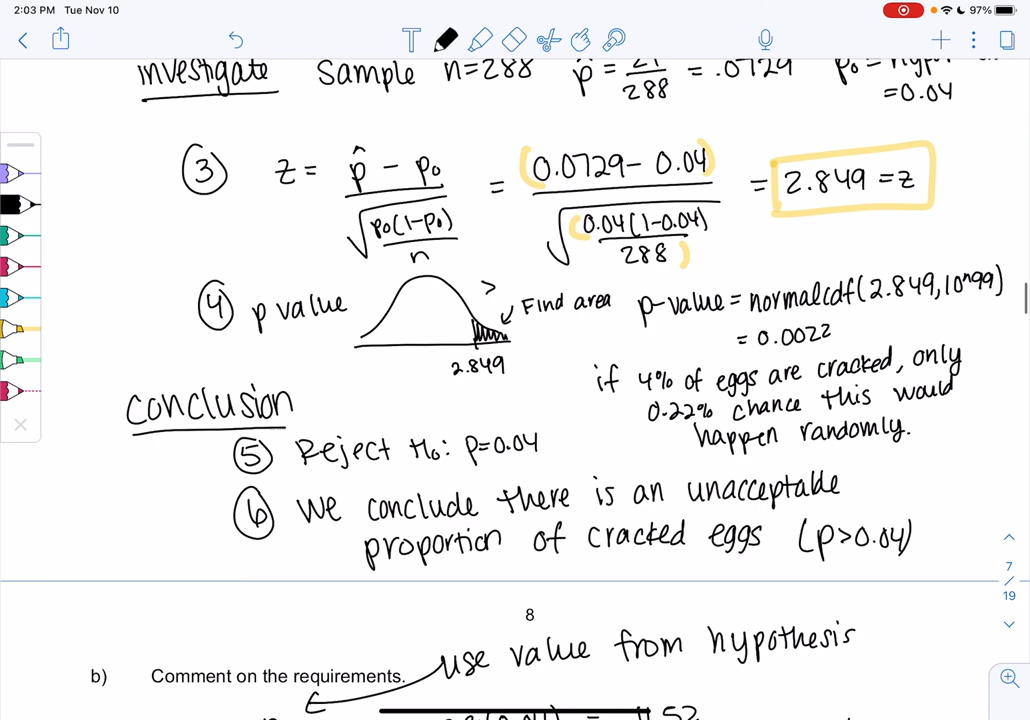 2:03 PM Tue Nov 10 97%
Investigate Sample n=288 p̂ = 21/288 = .0729 p₀ =
=0.04
③ z = (p̂ - p₀)/√(p₀(1-p₀)/n) = (0.0729 - 0.04)/√(0.04(1-0.04)/288) = 2.849 = z
④ p value > Find area 2.849
p-value = normalcdf(2.849, 10^99)
= 0.0022
if 4% of eggs are cracked, only
0.22% chance this would
happen randomly.
Conclusion
⑤ Reject H₀: p=0.04
⑥ We conclude there is an unacceptable
proportion of cracked eggs (p>0.04)
7
/
19
8
use value from hypothesis
b) Comment on the requirements.